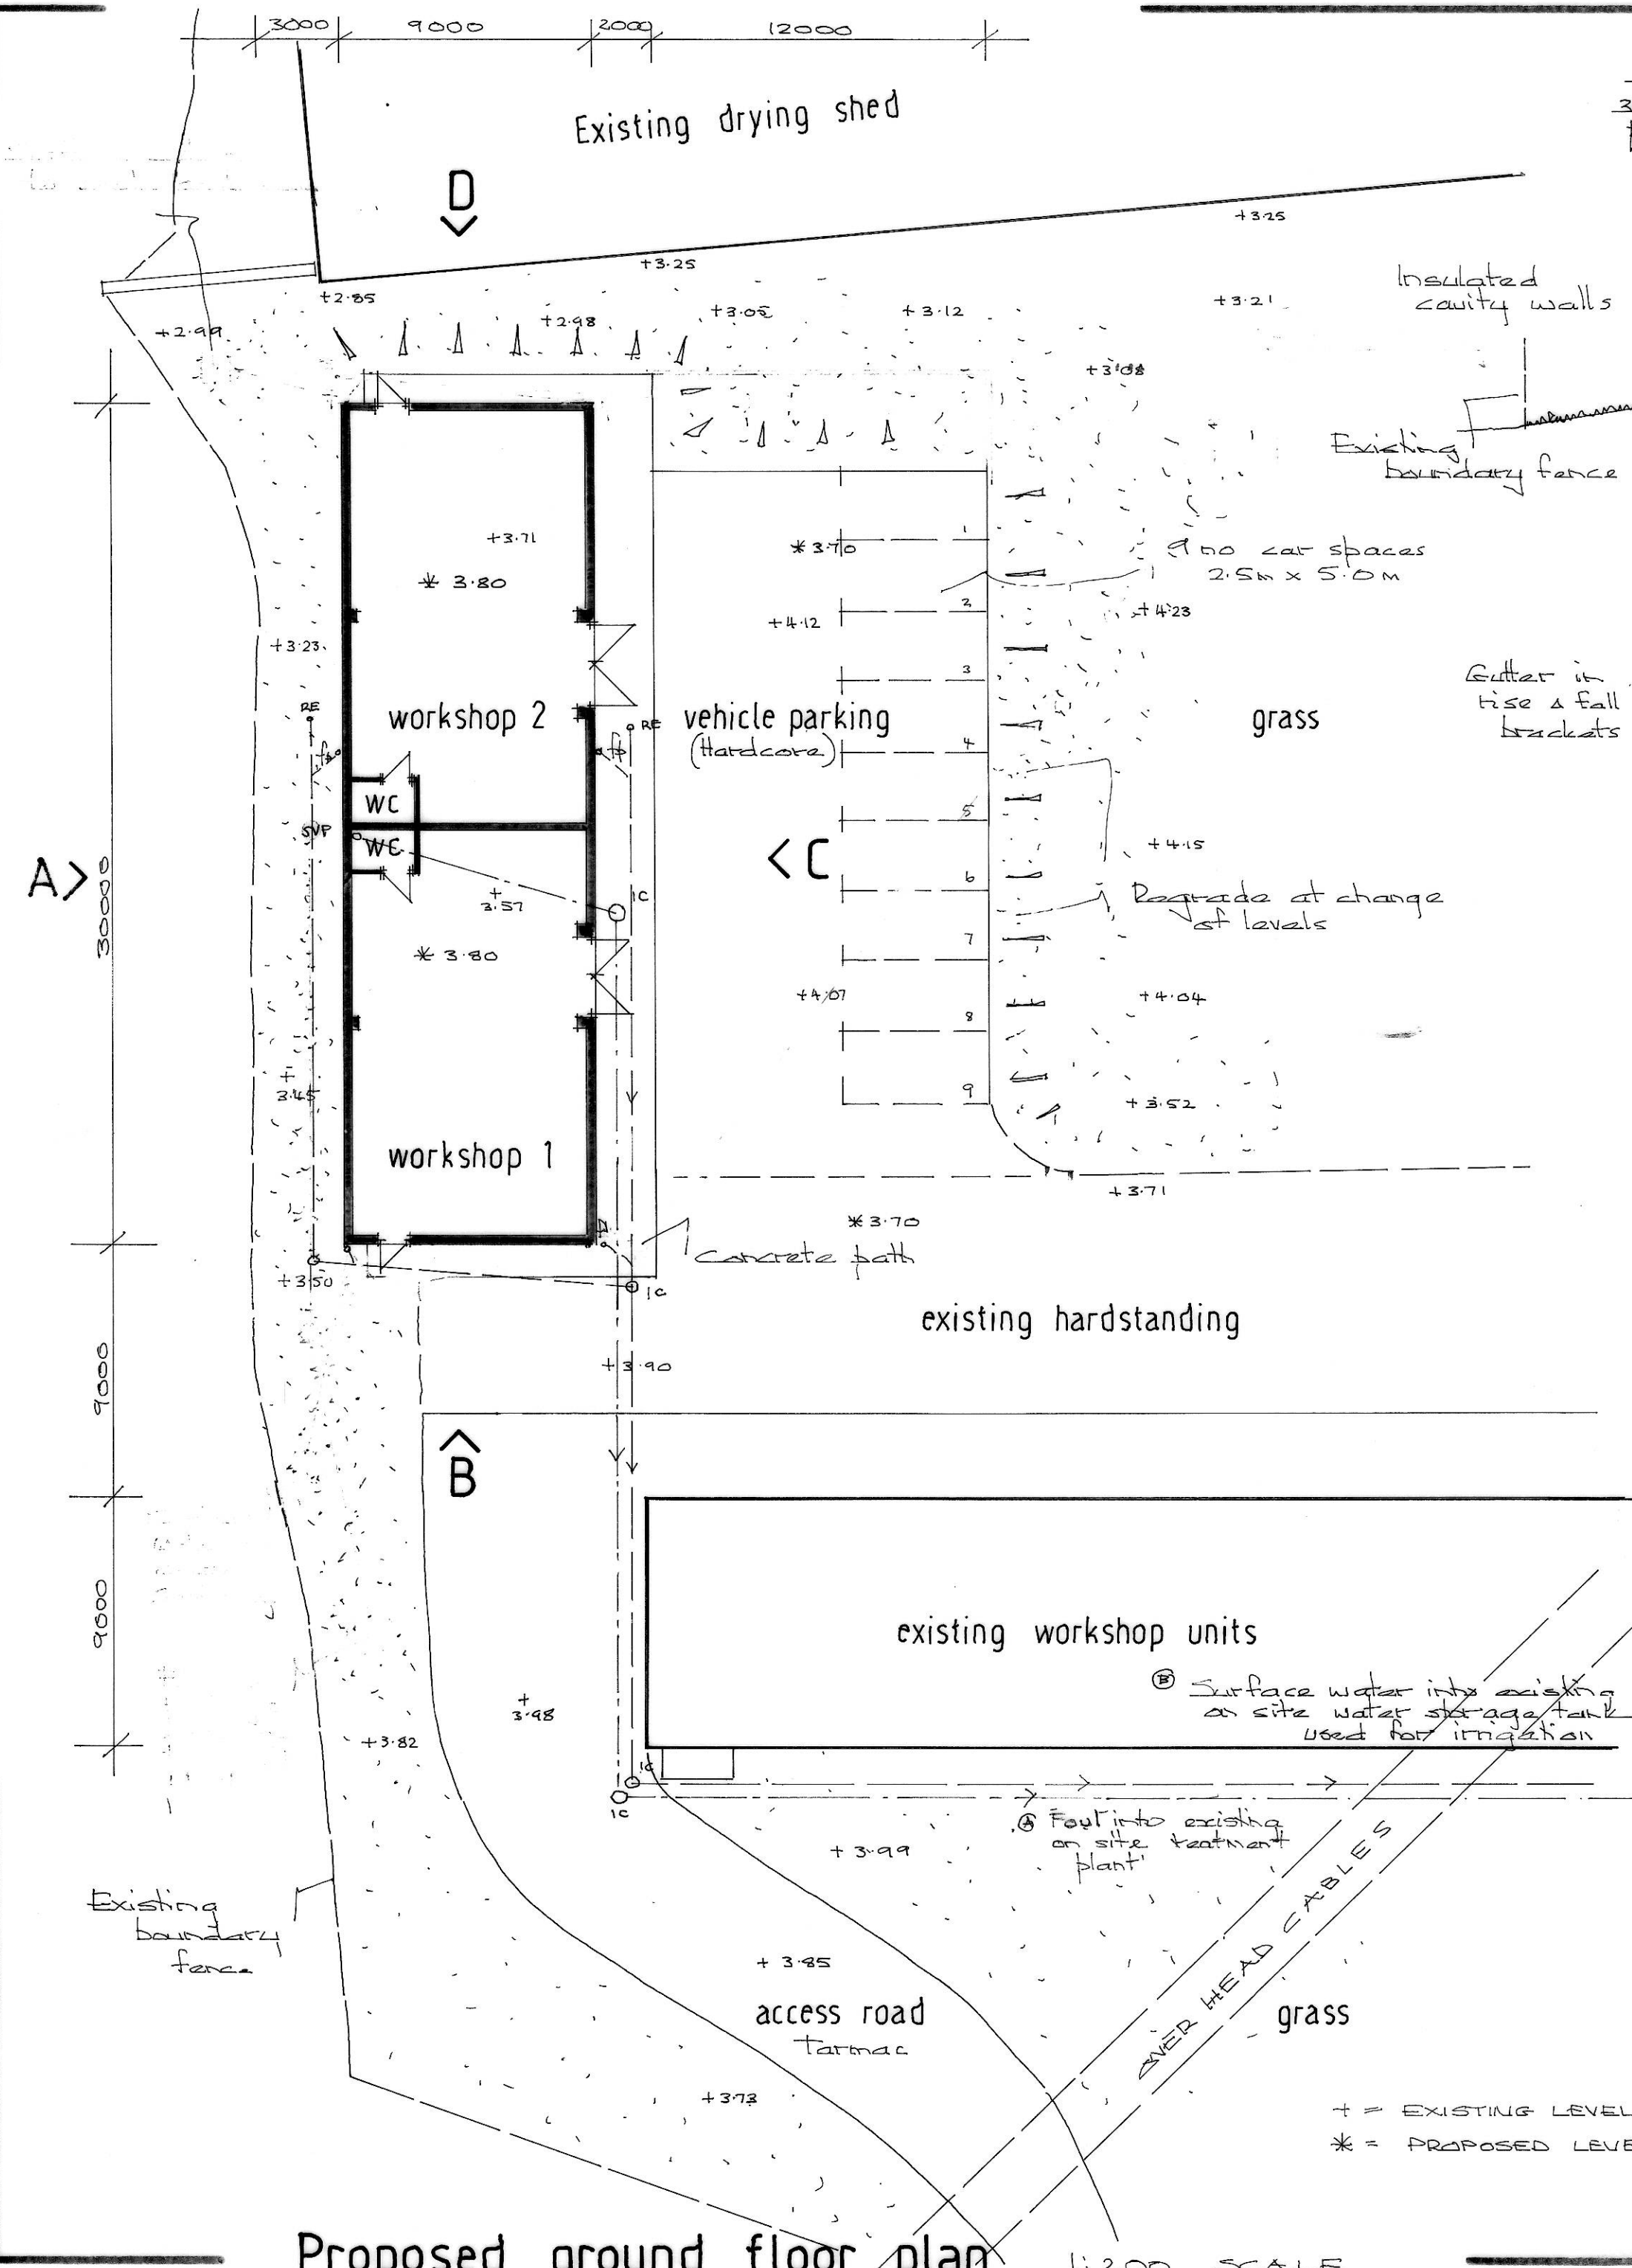 3000 9000 2000 12000
Existing drying shed
D
+3.25
+3.25
+2.85
+2.99
+2.98
+3.05
+3.12
+3.21
+3.08
Insulated
cavity walls
Existing
boundary fence
+3.71
* 3.80
* 3.70
9 no car spaces
2.5m x 5.0m
1
2
+4.12
+4.23
+3.23
3
Gutter in
rise & fall
brackets
RE
workshop 2
RE
vehicle parking
(Hardcore)
4
grass
WC
5
SVP
WC
A>
30000
<C
+4.15
6
+
3.57
IC
Regrade at change
of levels
7
* 3.80
+4.07
+4.04
8
+
3.45
9
+3.52
workshop 1
+3.71
* 3.70
Concrete path
+3.50
IC
existing hardstanding
9000
+3.90
B
9000
existing workshop units
Ⓑ Surface water into existing
on site water storage tank
used for irrigation
+
3.98
+3.82
IC
IC
Ⓐ Foul into existing
on site treatment
plant
+3.99
OVER HEAD CABLES
Existing
boundary
fence
+3.85
access road
Tarmac
grass
+3.73
+ = EXISTING LEVEL
* = PROPOSED LEVE
Proposed ground floor plan
1:200 SCALE